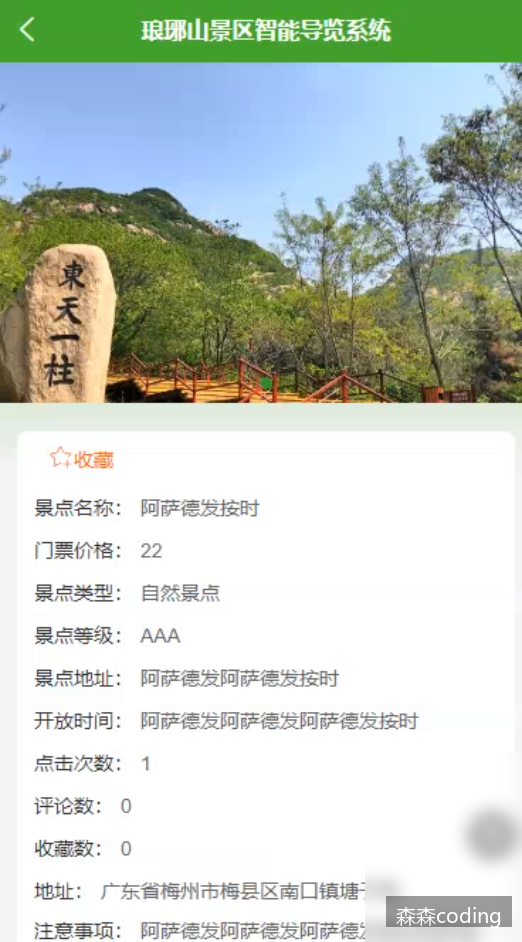 琅琊山景区智能导览系统
東天一柱
收藏
景点名称： 阿萨德发按时
门票价格： 22
景点类型： 自然景点
景点等级： AAA
景点地址： 阿萨德发阿萨德发按时
开放时间： 阿萨德发阿萨德发阿萨德发按时
点击次数： 1
评论数： 0
收藏数： 0
地址： 广东省梅州市梅县区南口镇塘
注意事项： 阿萨德发阿萨德发
森森coding